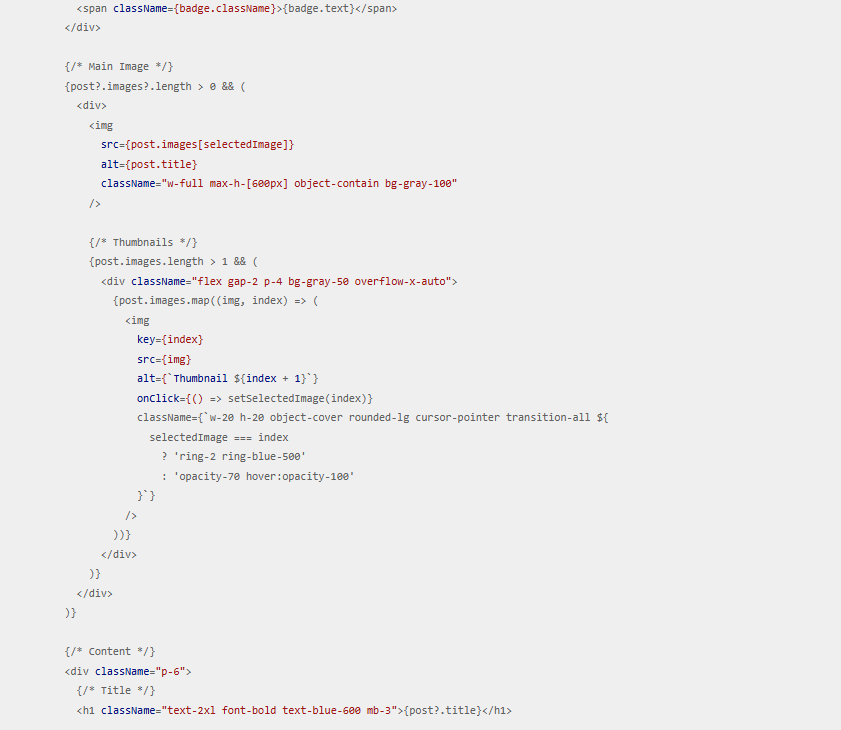 <span className={badge.className}>{badge.text}</span>
</div>
{/* Main Image */}
{post?.images?.length > 0 && (
<div>
<img
src={post.images[selectedImage]}
alt={post.title}
className="w-full max-h-[600px] object-contain bg-gray-100"
/>
{/* Thumbnails */}
{post.images.length > 1 && (
<div className="flex gap-2 p-4 bg-gray-50 overflow-x-auto">
{post.images.map((img, index) => (
<img
key={index}
src={img}
alt={`Thumbnail ${index + 1}`}
onClick={() => setSelectedImage(index)}
className={`w-20 h-20 object-cover rounded-lg cursor-pointer transition-all ${
selectedImage === index
? 'ring-2 ring-blue-500'
: 'opacity-70 hover:opacity-100'
}`}
/>
))}
</div>
)}
</div>
)}
{/* Content */}
<div className="p-6">
{/* Title */}
<h1 className="text-2xl font-bold text-blue-600 mb-3">{post?.title}</h1>